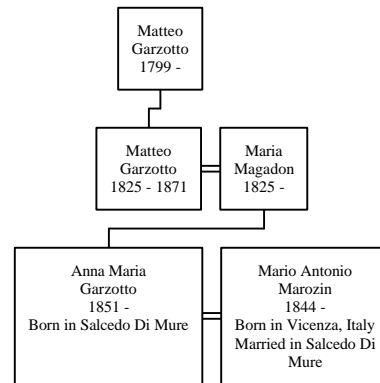 Matteo
Garzotto
1799 -
Matteo
Garzotto
1825 - 1871
Maria
Magadon
1825 -
Anna Maria
Garzotto
1851 -
Born in Salcedo Di Mure
Mario Antonio
Marozin
1844 -
Born in Vicenza, Italy
Married in Salcedo Di
Mure